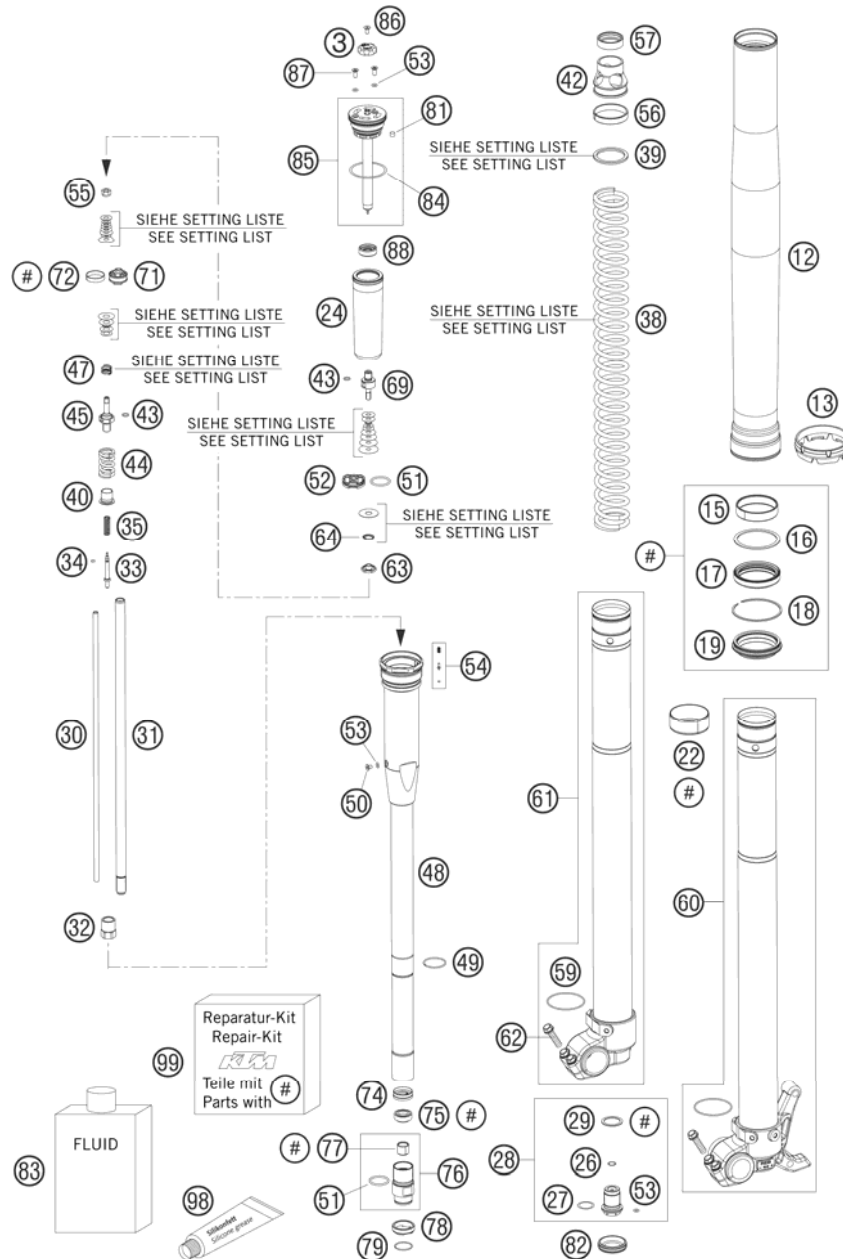 86
3
57
87
53
42
81
56
SIEHE SETTING LISTE
SEE SETTING LIST
39
85
84
55
SIEHE SETTING LISTE
SEE SETTING LIST
88
12
# 72 71
24
SIEHE SETTING LISTE
SEE SETTING LIST
38
SIEHE SETTING LISTE
SEE SETTING LIST
47
SIEHE SETTING LISTE
SEE SETTING LIST
43
69
45
43
SIEHE SETTING LISTE
SEE SETTING LIST
13
44
52
51
40
15
35
SIEHE SETTING LISTE
SEE SETTING LIST
16
64
#
34
33
63
17
18
19
54
30
31
53
22
50
61
#
48
60
32
49
59
62
Reparatur-Kit
Repair-Kit
KTM
Teile mit
Parts with #
99
74
75 #
29 #
FLUID
# 77
28
26
83
76
27
53
51
98
Silikonfett
Silicone grease
78
79
82